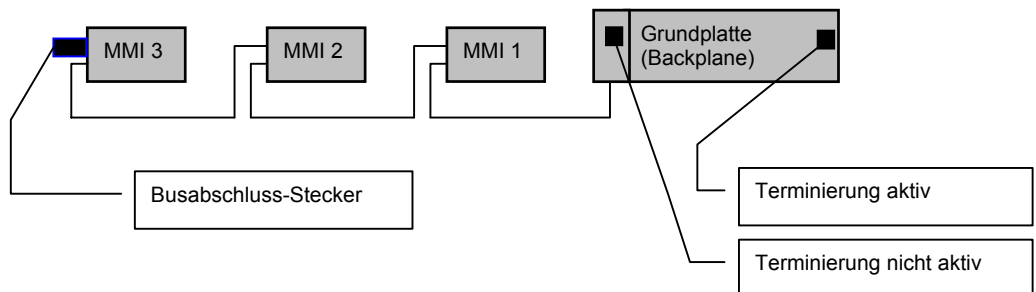 MMI 3
MMI 2
MMI 1
Grundplatte
(Backplane)
Busabschluss-Stecker
Terminierung aktiv
Terminierung nicht aktiv